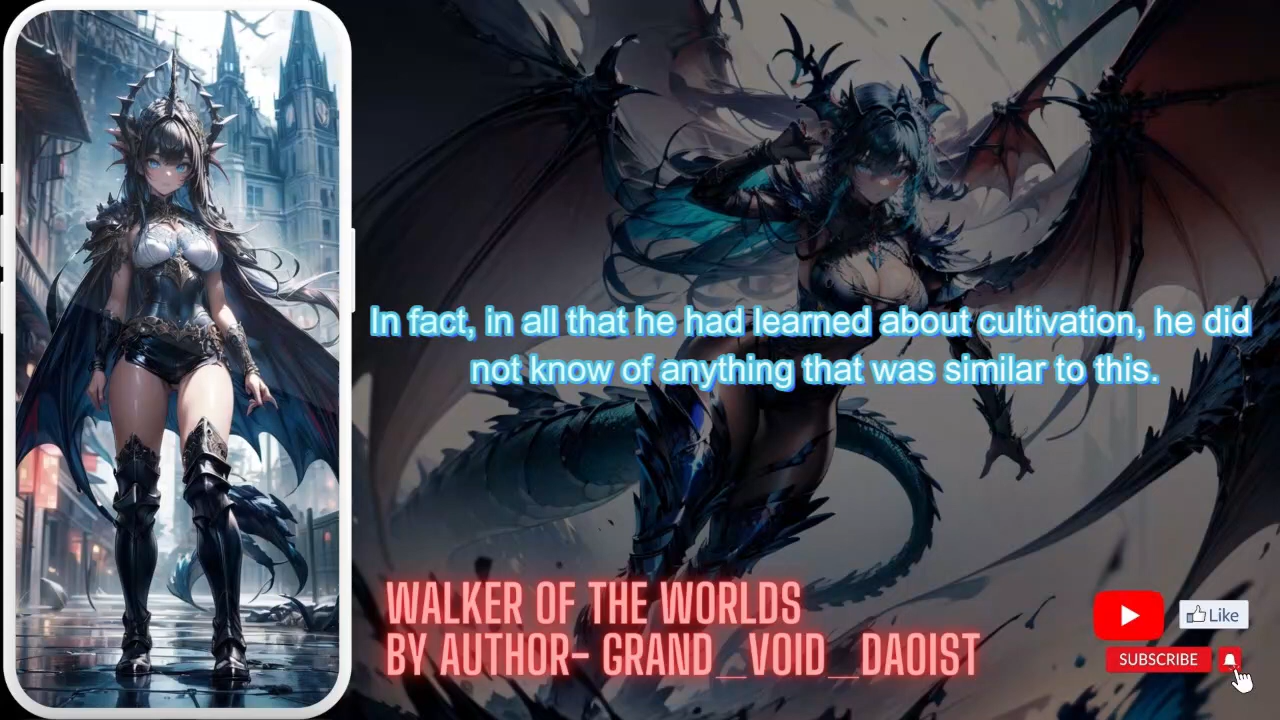 In fact, in all that he had learned about cultivation, he did
not know of anything that was similar to this.
WALKER OF THE WORLDS
BY AUTHOR- GRAND_VOID_DAOIST
Like
SUBSCRIBE